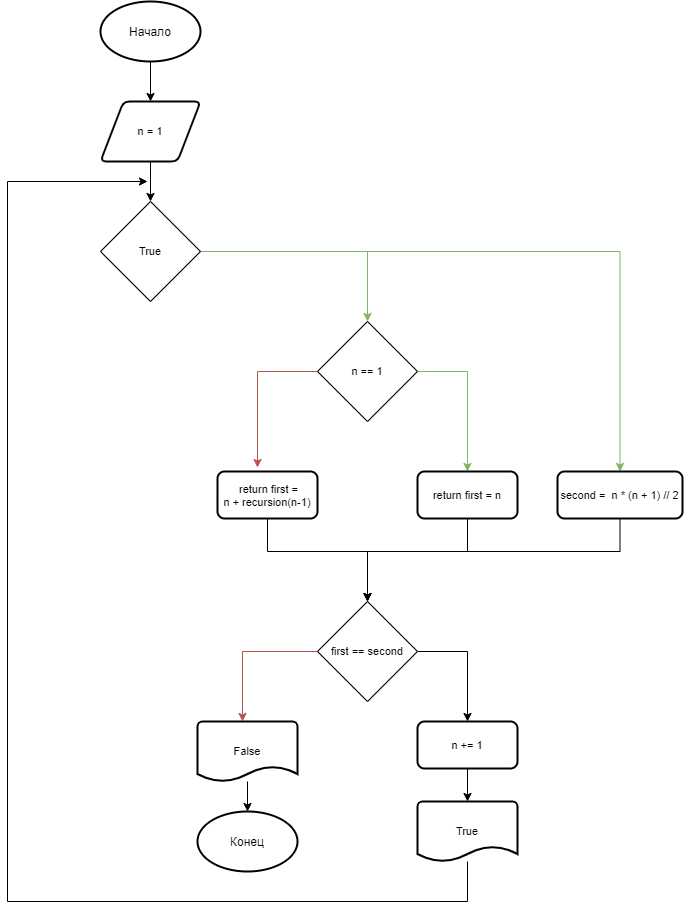 Начало
n = 1
True
n == 1
return first =
n + recursion(n-1)
return first = n
second = n * (n + 1) // 2
first == second
False
n += 1
True
Конец